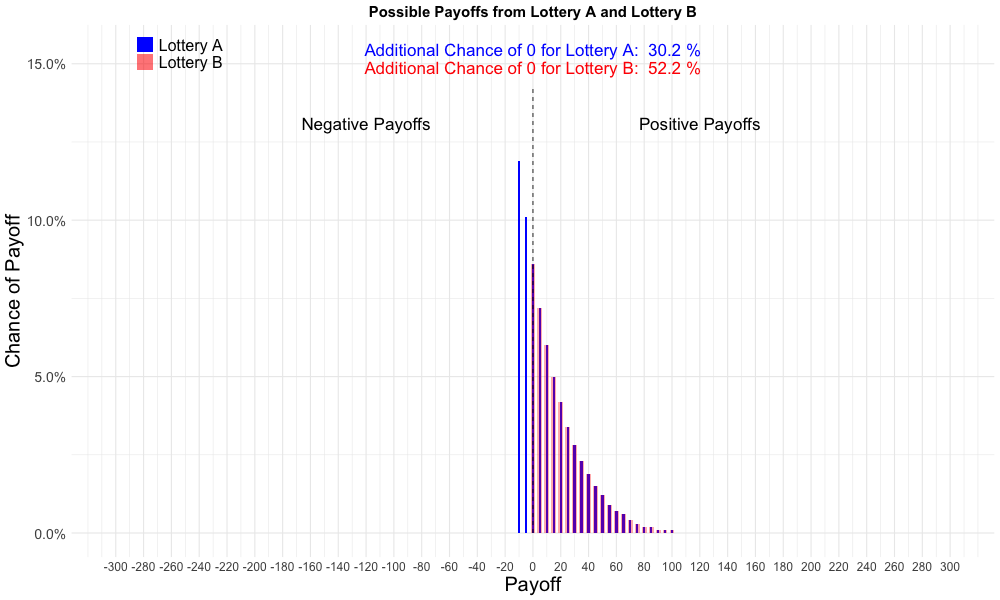 Possible Payoffs from Lottery A and Lottery B
Lottery A
Lottery B
Additional Chance of 0 for Lottery A: 30.2 %
Additional Chance of 0 for Lottery B: 52.2 %
Negative Payoffs
Positive Payoffs
Chance of Payoff
15.0%
10.0%
5.0%
0.0%
-300 -280 -260 -240 -220 -200 -180 -160 -140 -120 -100 -80 -60 -40 -20 0 20 40 60 80 100 120 140 160 180 200 220 240 260 280 300
Payoff